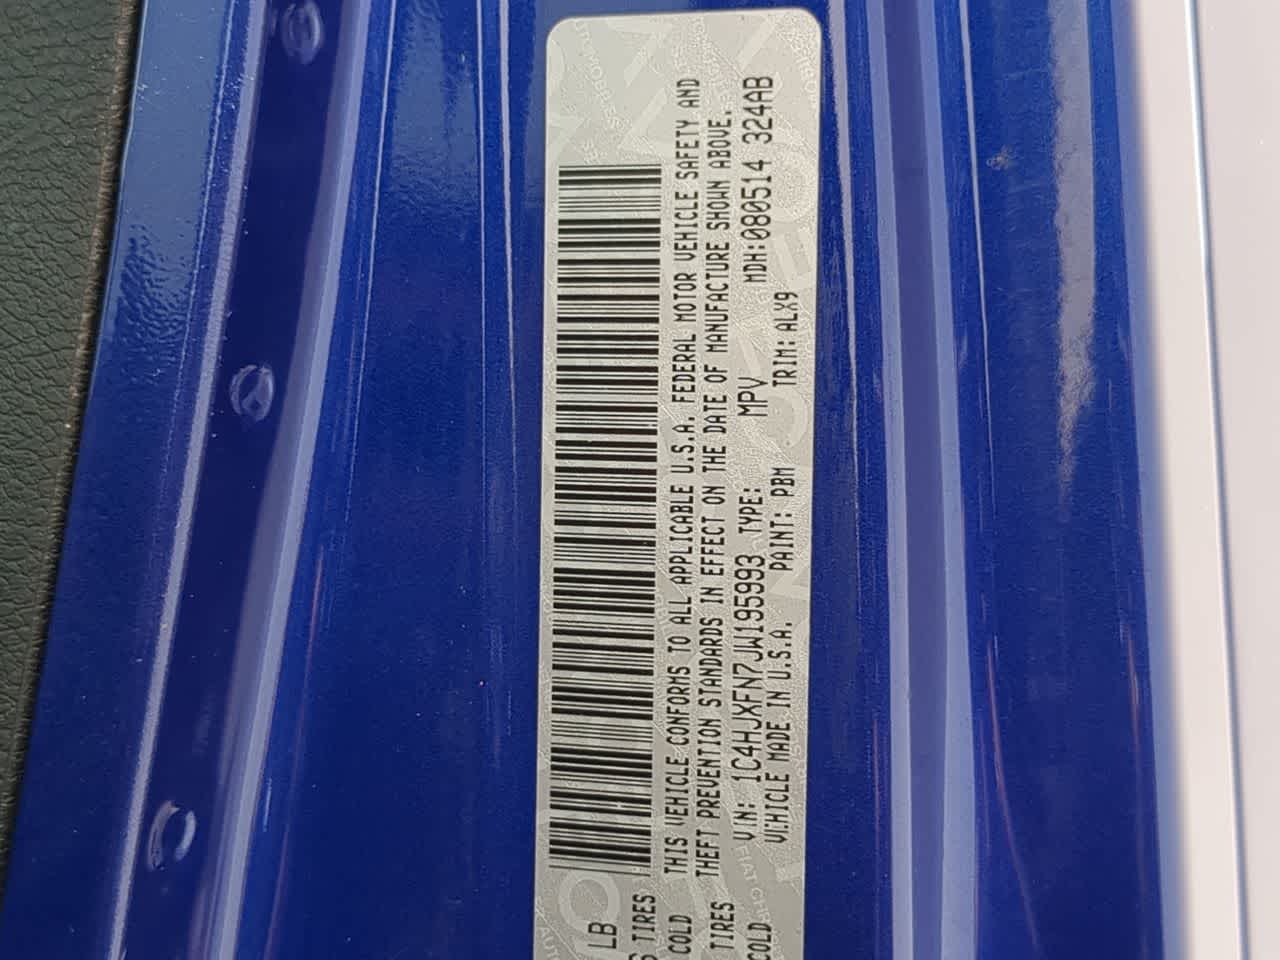 LB
TIRES
COLD
TIRES
COLD
THIS VEHICLE CONFORMS TO ALL APPLICABLE U.S.A. FEDERAL MOTOR VEHICLE SAFETY AND
THEFT PREVENTION STANDARDS IN EFFECT ON THE DATE OF MANUFACTURE SHOWN ABOVE.
VIN: 1C4HJXFN7JW195993 TYPE: MPV MDH:080514 324AB
VEHICLE MADE IN U.S.A. PAINT: PBM TRIM: ALX9